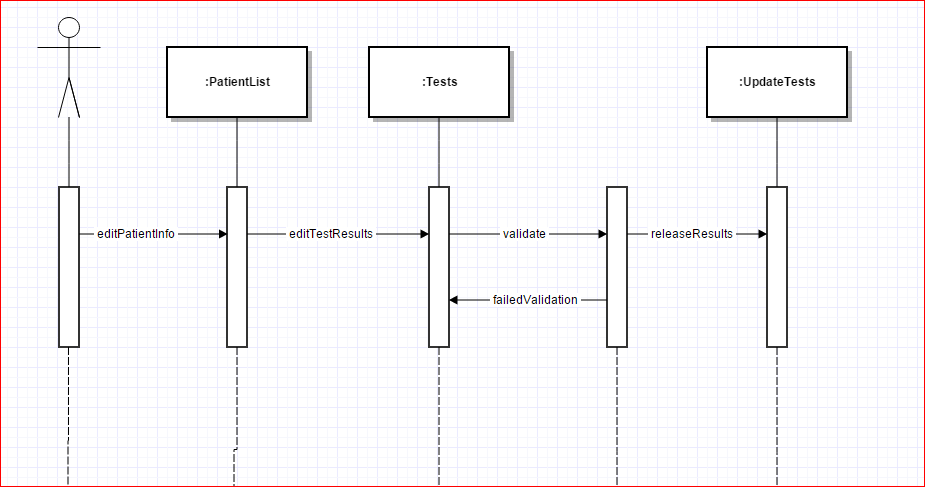 :PatientList
:Tests
:UpdateTests
editPatientInfo
editTestResults
validate
releaseResults
failedValidation